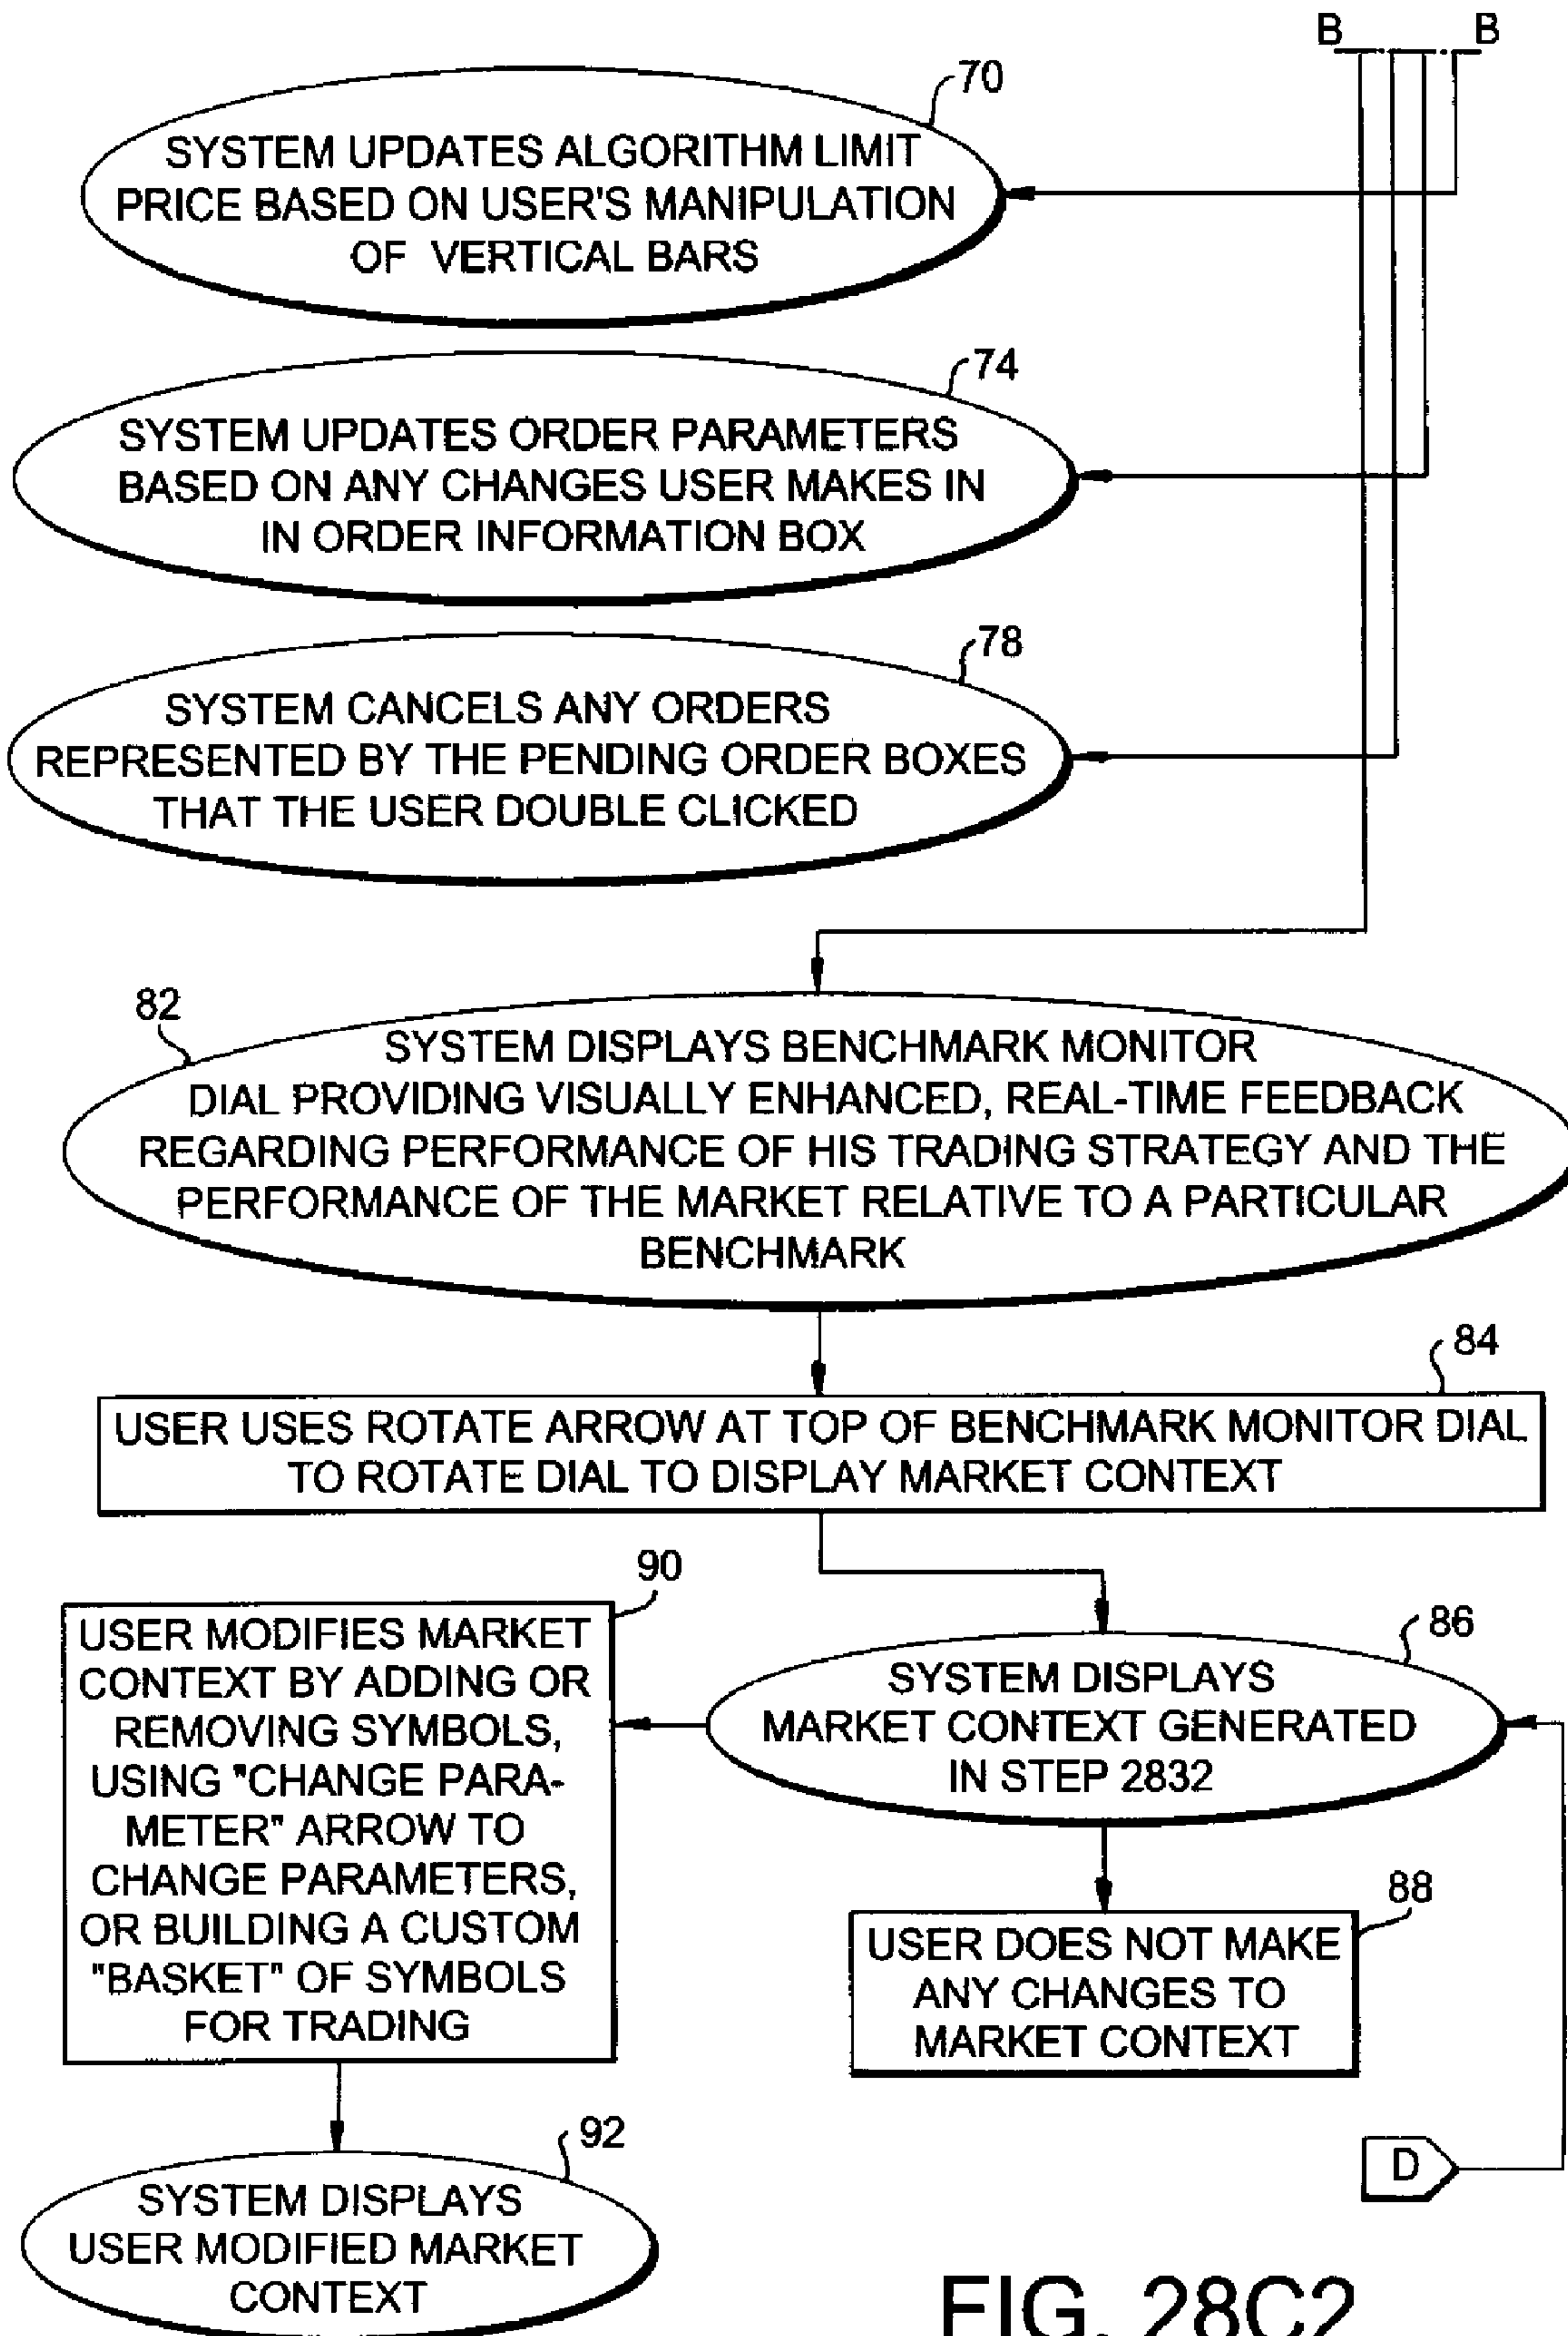 B B
70
SYSTEM UPDATES ALGORITHM LIMIT
PRICE BASED ON USER'S MANIPULATION
OF VERTICAL BARS
74
SYSTEM UPDATES ORDER PARAMETERS
BASED ON ANY CHANGES USER MAKES IN
IN ORDER INFORMATION BOX
78
SYSTEM CANCELS ANY ORDERS
REPRESENTED BY THE PENDING ORDER BOXES
THAT THE USER DOUBLE CLICKED
82
SYSTEM DISPLAYS BENCHMARK MONITOR
DIAL PROVIDING VISUALLY ENHANCED, REAL-TIME FEEDBACK
REGARDING PERFORMANCE OF HIS TRADING STRATEGY AND THE
PERFORMANCE OF THE MARKET RELATIVE TO A PARTICULAR
BENCHMARK
84
USER USES ROTATE ARROW AT TOP OF BENCHMARK MONITOR DIAL
TO ROTATE DIAL TO DISPLAY MARKET CONTEXT
90
USER MODIFIES MARKET
CONTEXT BY ADDING OR
REMOVING SYMBOLS,
USING "CHANGE PARA-
METER" ARROW TO
CHANGE PARAMETERS,
OR BUILDING A CUSTOM
"BASKET" OF SYMBOLS
FOR TRADING
86
SYSTEM DISPLAYS
MARKET CONTEXT GENERATED
IN STEP 2832
88
USER DOES NOT MAKE
ANY CHANGES TO
MARKET CONTEXT
92
SYSTEM DISPLAYS
USER MODIFIED MARKET
CONTEXT
D
FIG. 28C2